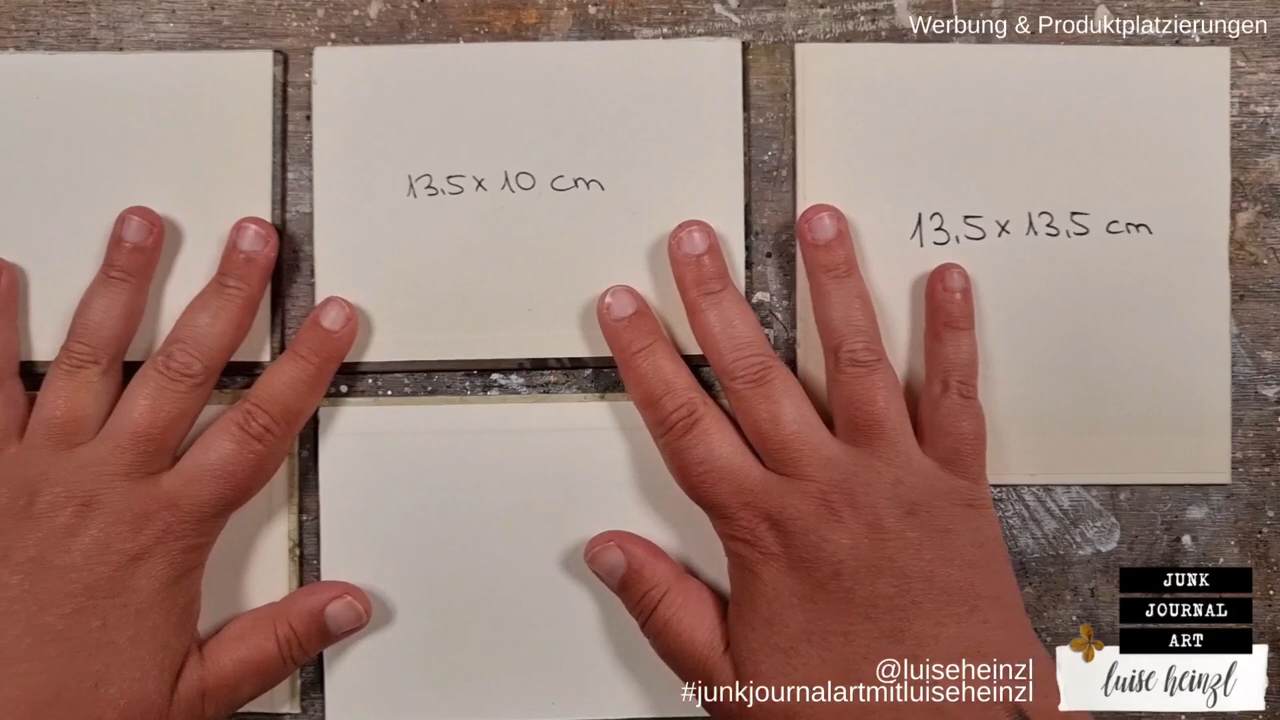 Werbung & Produktplatzierungen
13,5 x 10 cm
13,5 x 13,5 cm
JUNK
JOURNAL
ART
luise heinzl
@luiseheinzl
#junkjournalartmitluiseheinzl